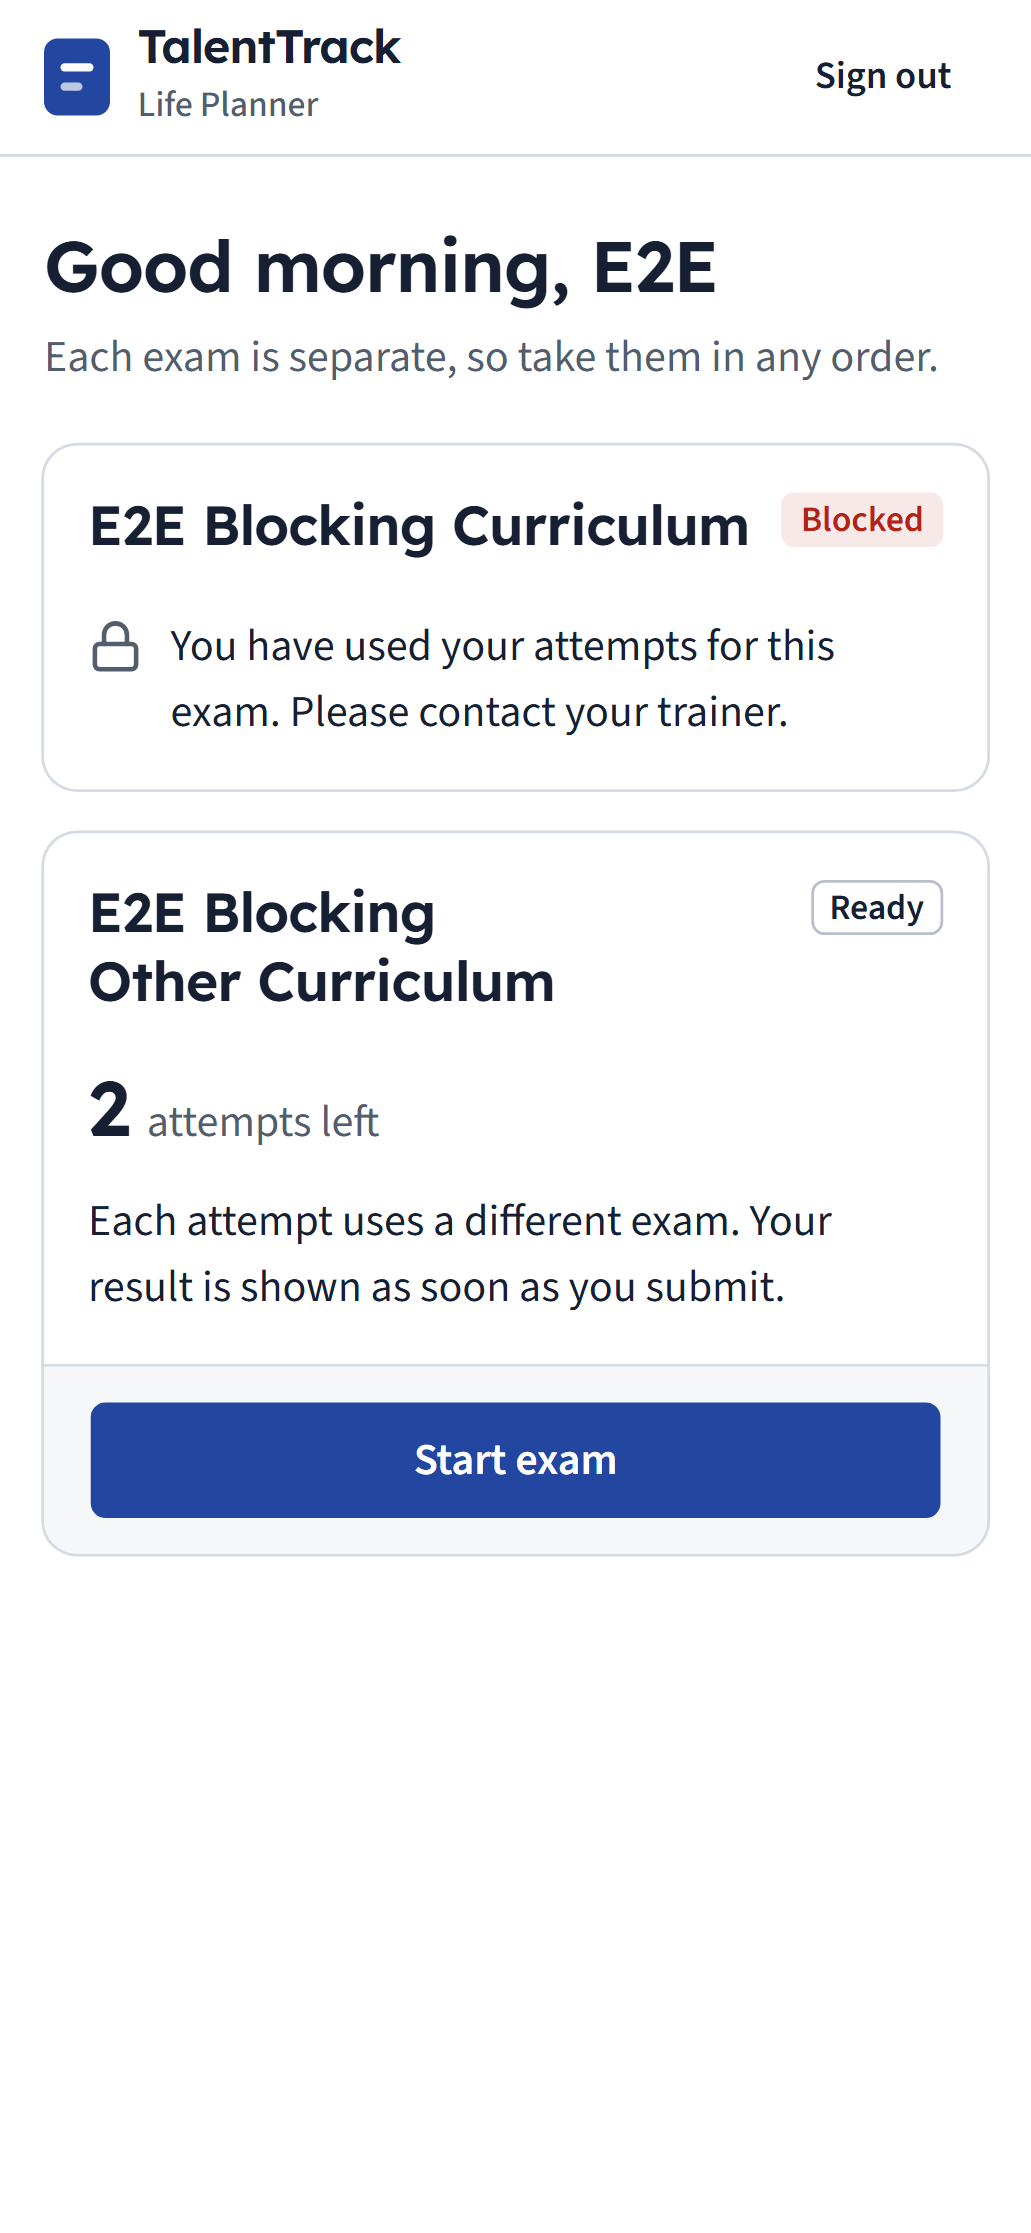 TalentTrack
Life Planner
Sign out
Good morning, E2E
Each exam is separate, so take them in any order.
E2E Blocking Curriculum
Blocked
You have used your attempts for this
exam. Please contact your trainer.
E2E Blocking
Other Curriculum
Ready
2 attempts left
Each attempt uses a different exam. Your
result is shown as soon as you submit.
Start exam